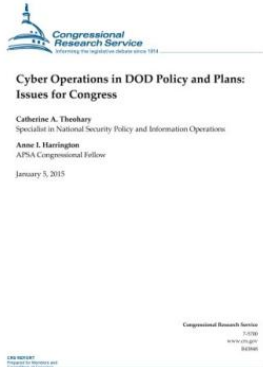 Congressional
Research Service
Informing the legislative debate since 1914
Cyber Operations in DOD Policy and Plans:
Issues for Congress
Catherine A. Theohary
Specialist in National Security Policy and Information Operations
Anne I. Harrington
APSA Congressional Fellow
January 5, 2015
Congressional Research Service
7-5700
www.crs.gov
R43848
CRS REPORT
Prepared for Members and